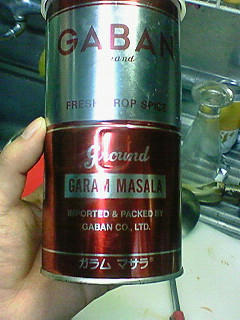 GABAN
Brand
FRESH CROP SPICE
Ground
GARAM MASALA
IMPORTED & PACKED BY
GABAN CO., LTD.
ガラム マサラ®